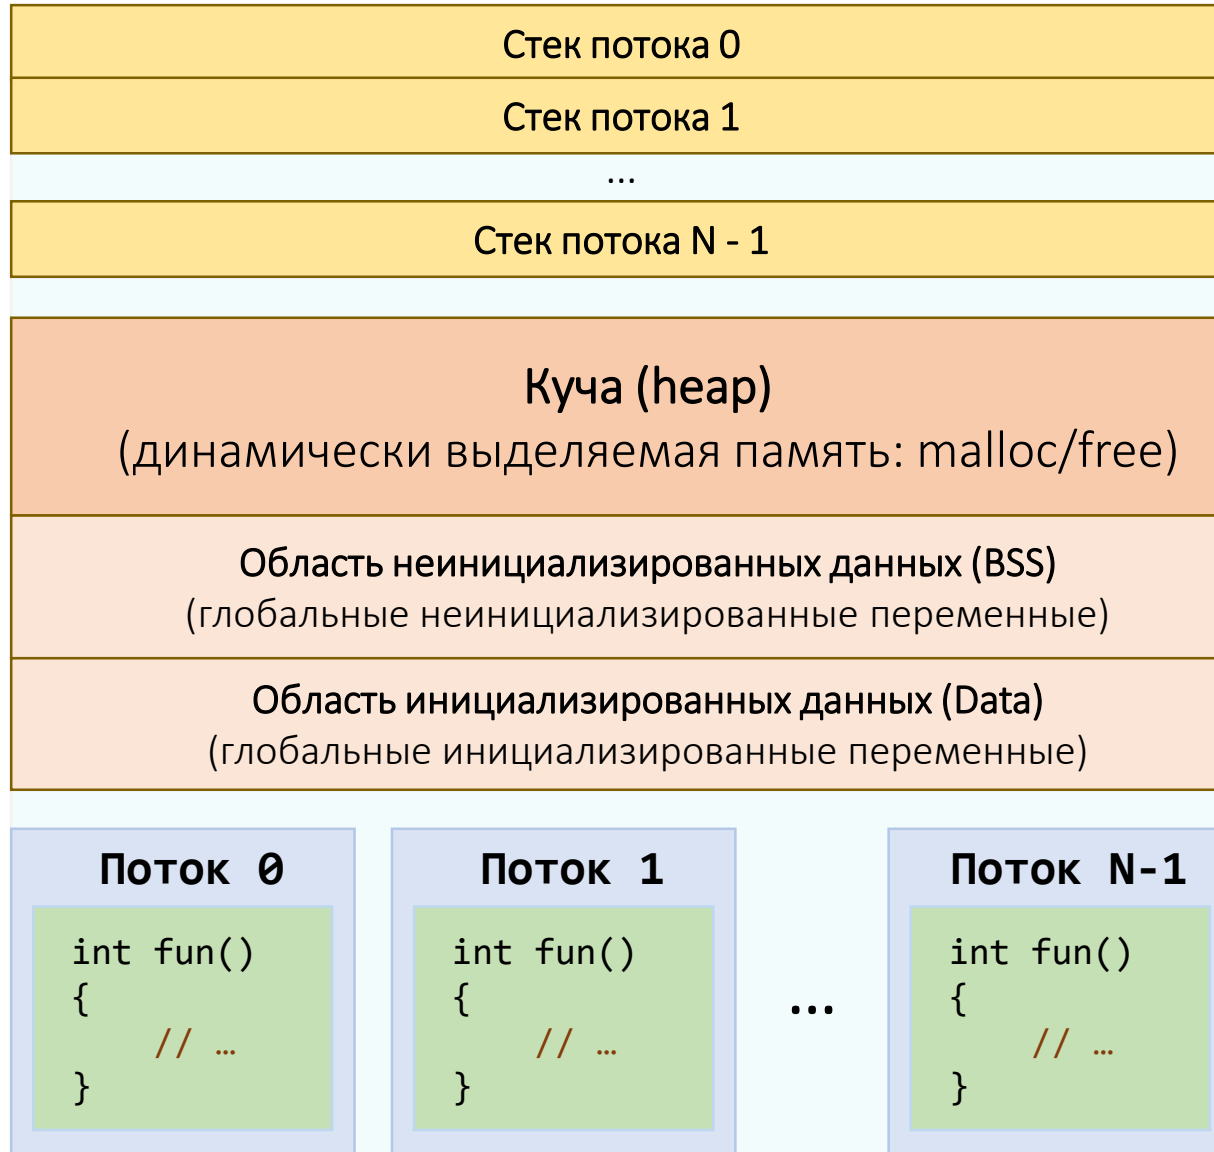 Стек потока 0
Стек потока 1
...
Стек потока N - 1
Куча (heap)
(динамически выделяемая память: malloc/free)
Область неинициализированных данных (BSS)
(глобальные неинициализированные переменные)
Область инициализированных данных (Data)
(глобальные инициализированные переменные)
Поток 0
int fun()
{
// …
}
Поток 1
int fun()
{
// …
}
...
Поток N-1
int fun()
{
// …
}